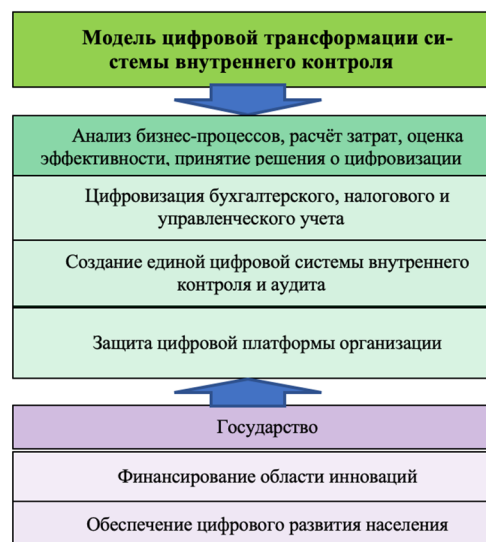 Модель цифровой трансформации си-
стемы внутреннего контроля
Анализ бизнес-процессов, расчёт затрат, оценка
эффективности, принятие решения о цифровизации
Цифровизация бухгалтерского, налогового и
управленческого учета
Создание единой цифровой системы внутреннего
контроля и аудита
Защита цифровой платформы организации
Государство
Финансирование области инноваций
Обеспечение цифрового развития населения